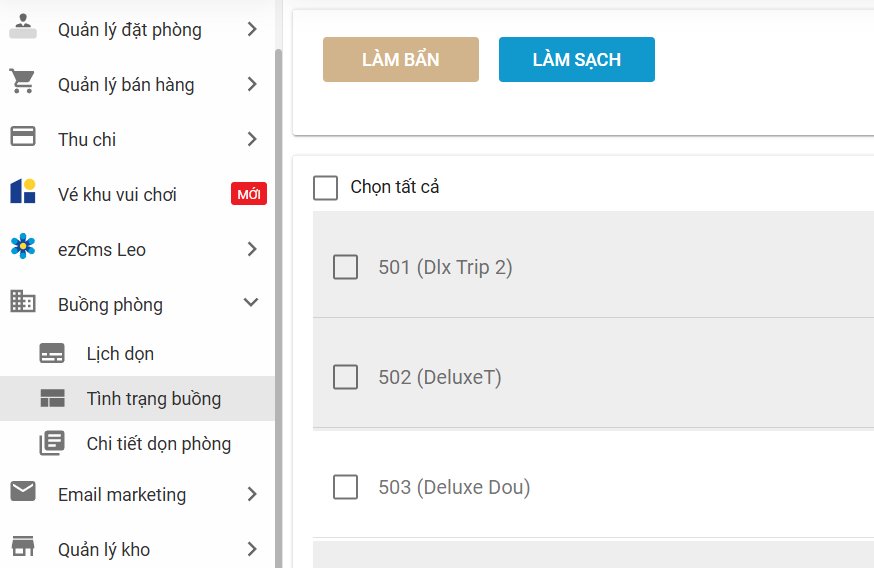 Quản lý đặt phòng
Quản lý bán hàng
Thu chi
Vé khu vui chơi MỚI
ezCms Leo
Buồng phòng
Lịch dọn
Tình trạng buồng
Chi tiết dọn phòng
Email marketing
Quản lý kho
LÀM BẨN LÀM SẠCH
Chọn tất cả
501 (Dlx Trip 2)
502 (DeluxeT)
503 (Deluxe Dou)